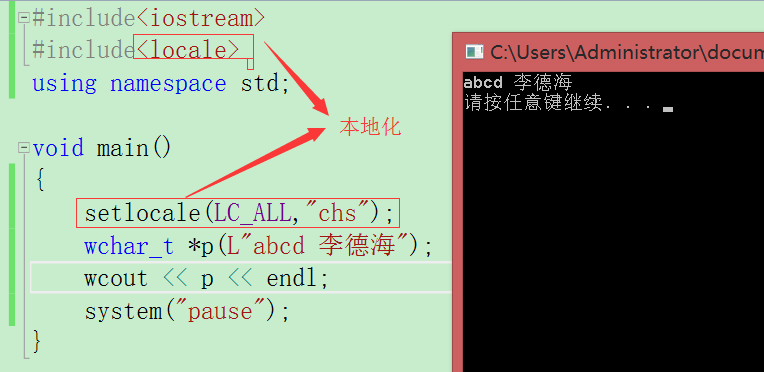 #include<iostream>
#include<locale>
using namespace std;
本地化
void main()
{
setlocale(LC_ALL,"chs");
wchar_t *p(L"abcd 李德海");
wcout << p << endl;
system("pause");
}
C:\Users\Administrator\docum
abcd 李德海
请按任意键继续. . .